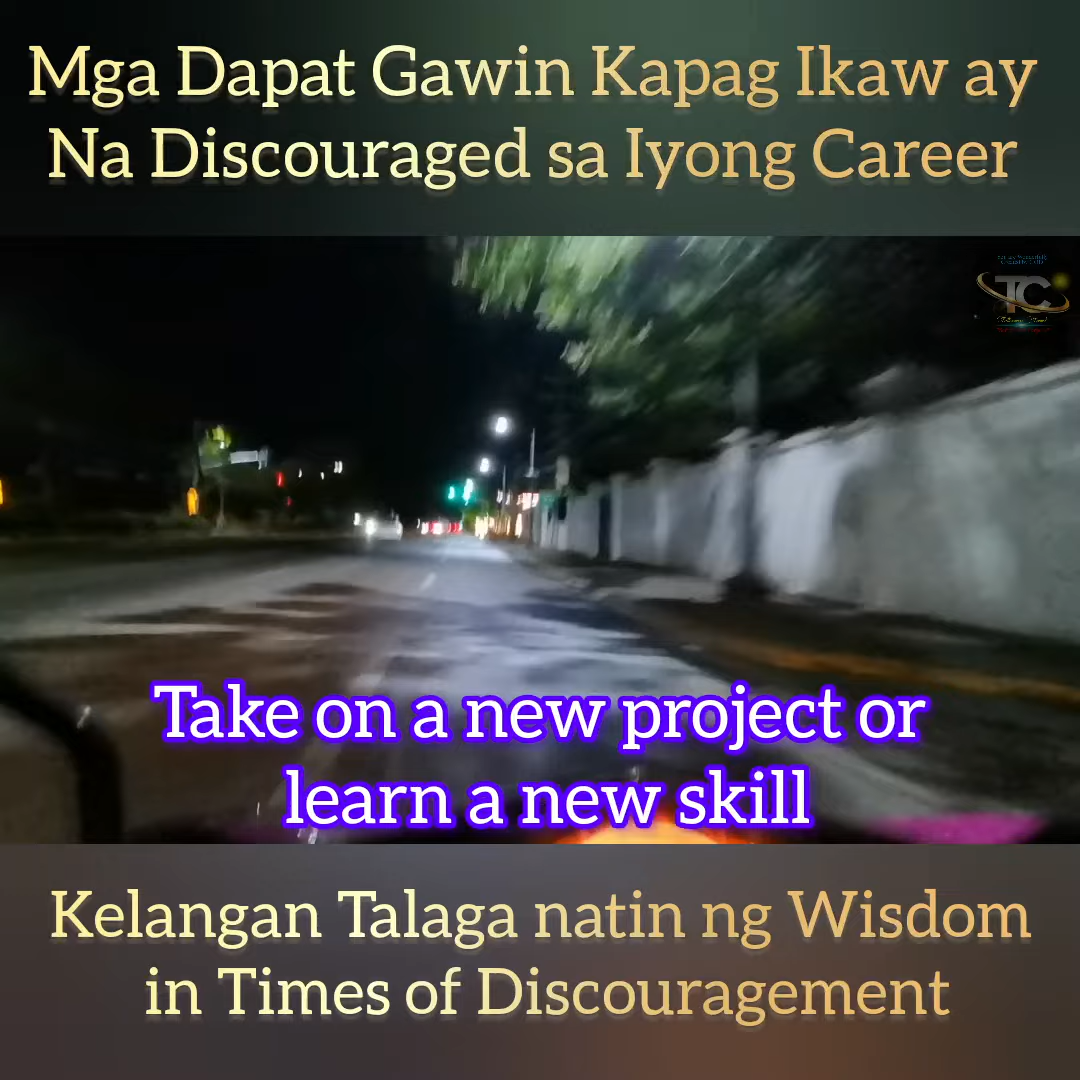 Mga Dapat Gawin Kapag Ikaw ay
Na Discouraged sa Iyong Career
TC
Take on a new project or
learn a new skill
Kelangan Talaga natin ng Wisdom
in Times of Discouragement